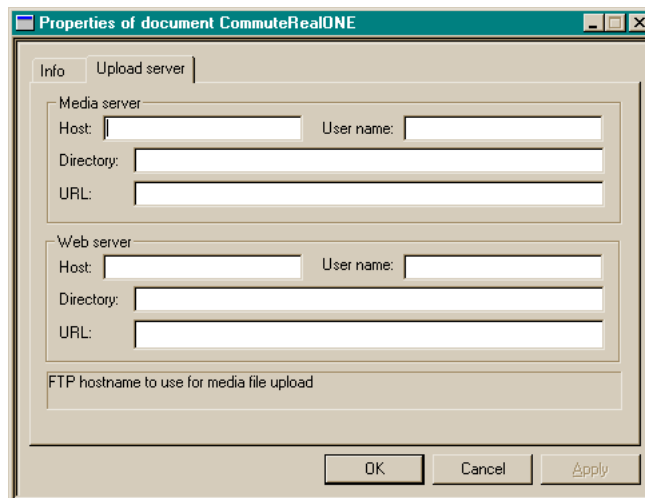 Properties of document CommuteRealONE
Info Upload server
Media server
Host: User name:
Directory:
URL:
Web server
Host: User name:
Directory:
URL:
FTP hostname to use for media file upload
OK Cancel Apply